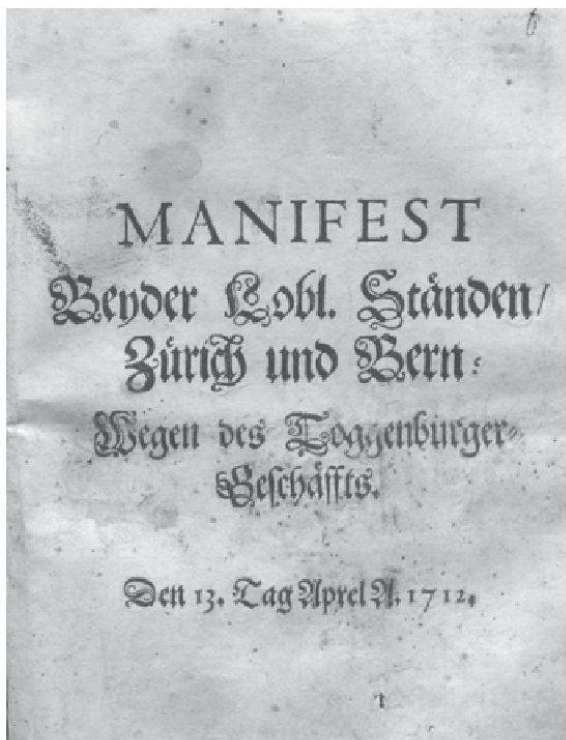 MANIFEST
Beyder Lobl. Ständen/
Zürich und Bern:
Wegen des Toggenburger-
Geschäffts.
Den 13. Tag Aprel A. 1712.